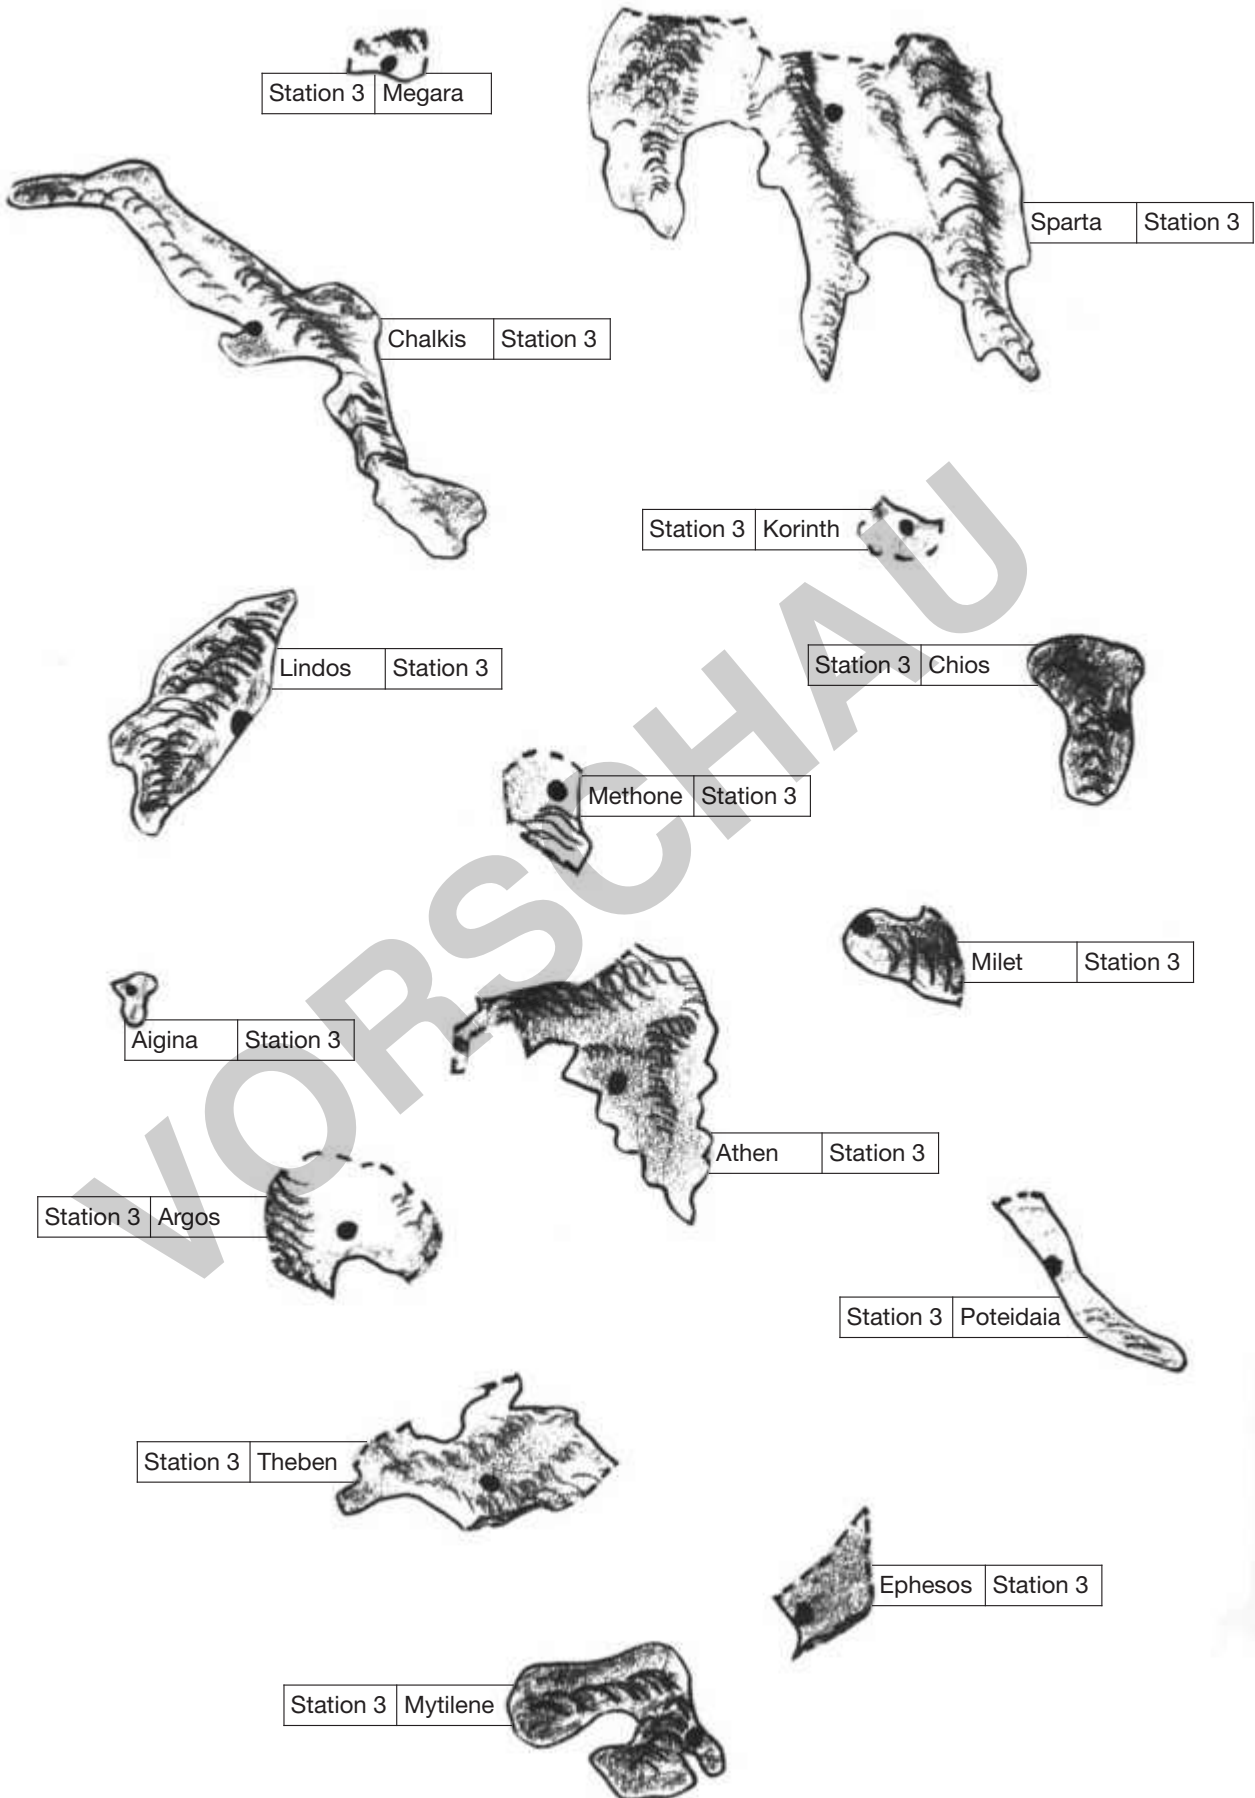 Station 3 Megara
Sparta Station 3
Chalkis Station 3
Station 3 Korinth
Lindos Station 3
Station 3 Chios
Methone Station 3
Milet Station 3
Aigina Station 3
Athen Station 3
Station 3 Argos
Station 3 Poteidaia
Station 3 Theben
Ephesos Station 3
Station 3 Mytilene
VORSCHAU